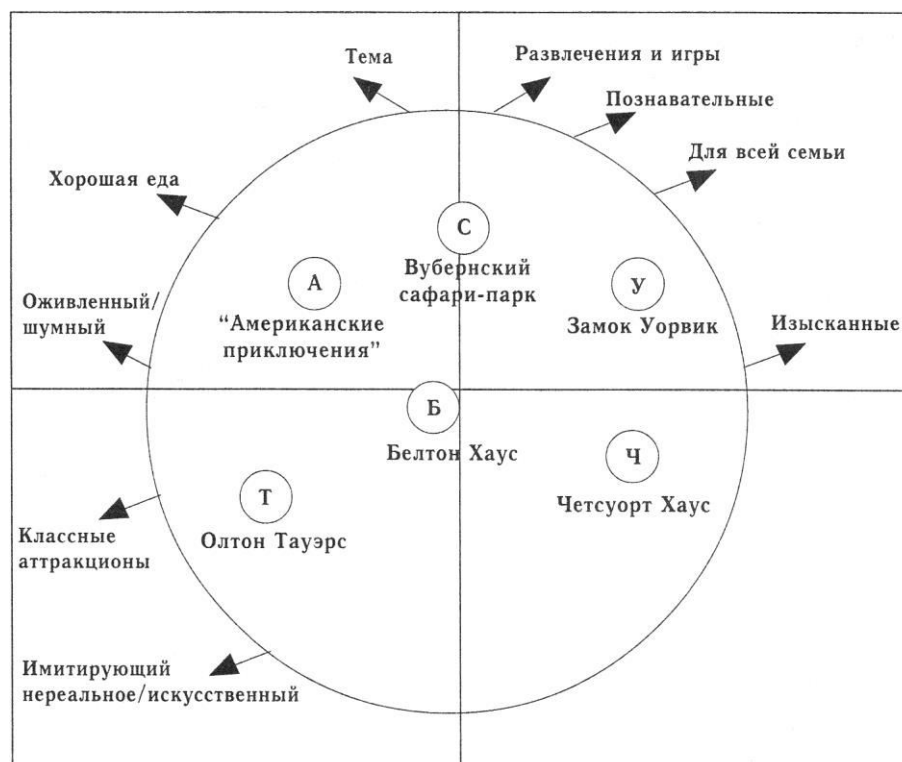 Тема
Развлечения и игры
Познавательные
Для всей семьи
Хорошая еда
С
Вубернский
сафари-парк
А
"Американские
приключения"
У
Замок Уорвик
Оживленный/
шумный
Изысканные
Б
Белтон Хаус
Ч
Четсуорт Хаус
Т
Олтон Тауэрс
Классные
аттракционы
Имитирующий
нереальное/искусственный